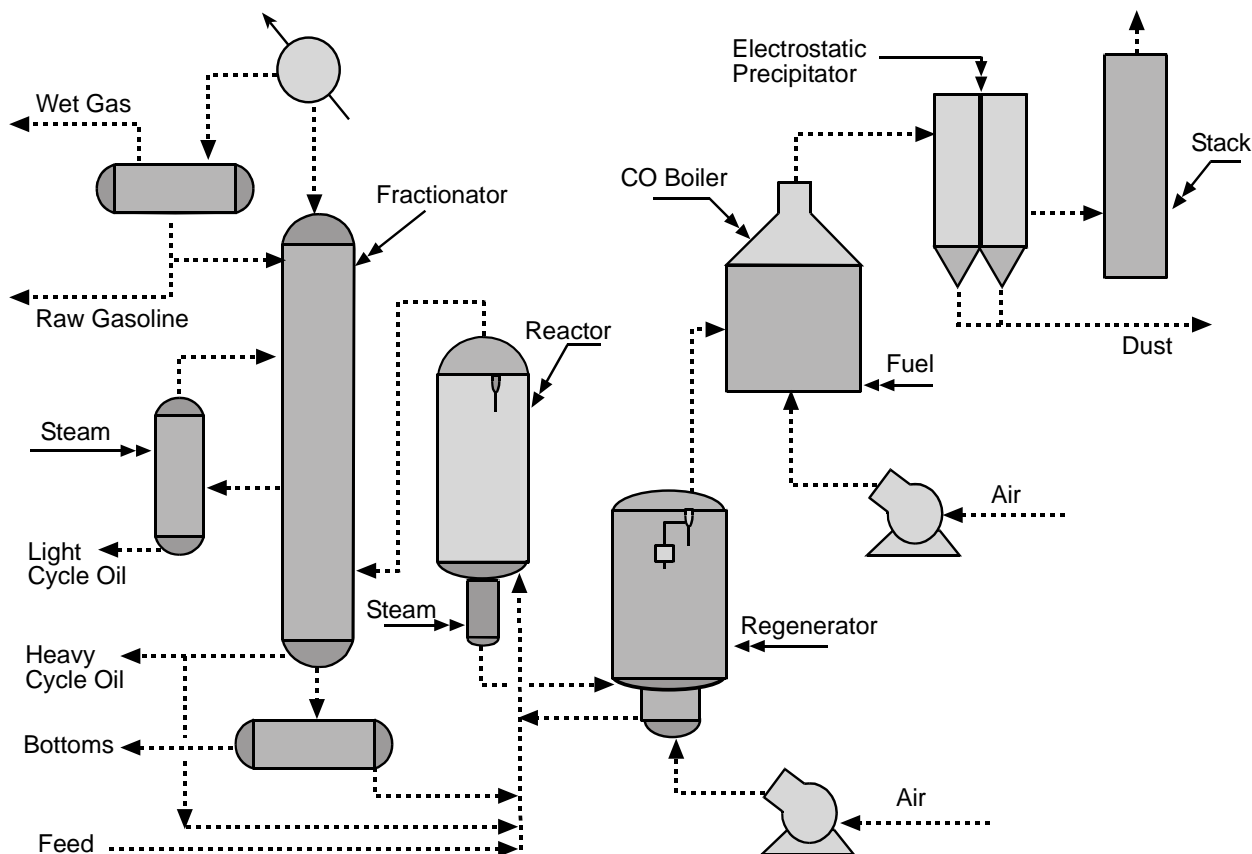 Electrostatic
Precipitator
Wet Gas
Stack
CO Boiler
Fractionator
Raw Gasoline
Reactor
Dust
Fuel
Steam
Air
Light
Cycle Oil
Steam
Regenerator
Heavy
Cycle Oil
Bottoms
Air
Feed